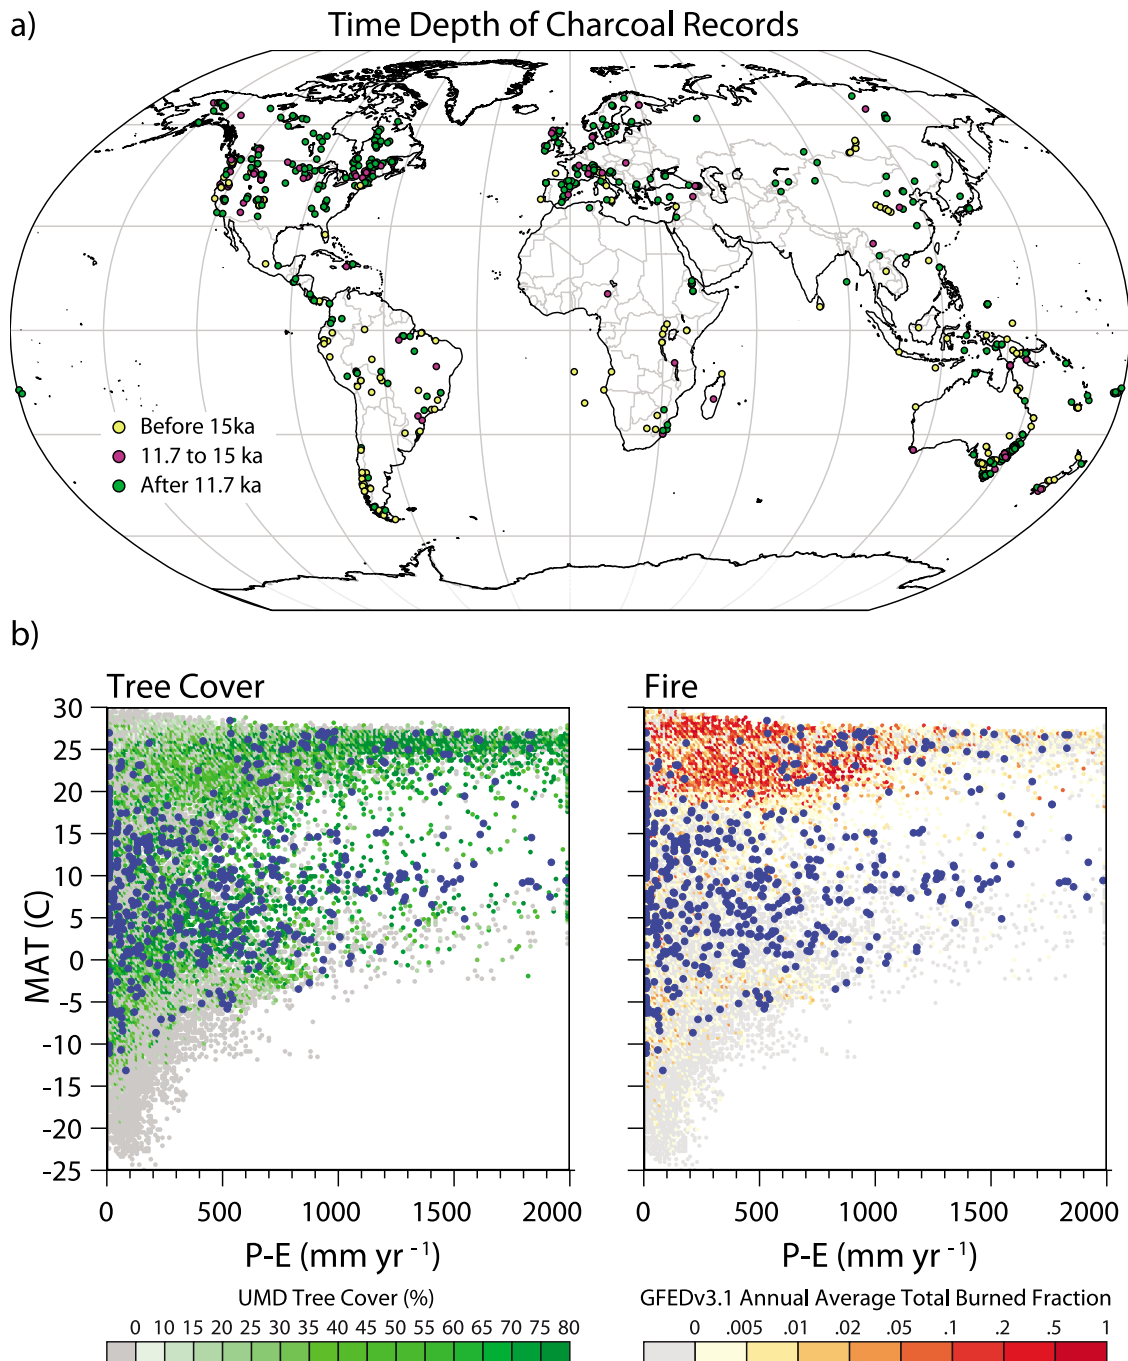 a)
Time Depth of Charcoal Records
Before 15ka
11.7 to 15 ka
After 11.7 ka
b)
Tree Cover
Fire
30
25
20
15
10
5
0
-5
-10
-15
-20
-25
MAT (C)
0 500 1000 1500 2000
0 500 1000 1500 2000
P-E (mm yr -1)
P-E (mm yr -1)
UMD Tree Cover (%)
GFEDv3.1 Annual Average Total Burned Fraction
0 10 15 20 25 30 35 40 45 50 55 60 65 70 75 80
0 .005 .01 .02 .05 .1 .2 .5 1